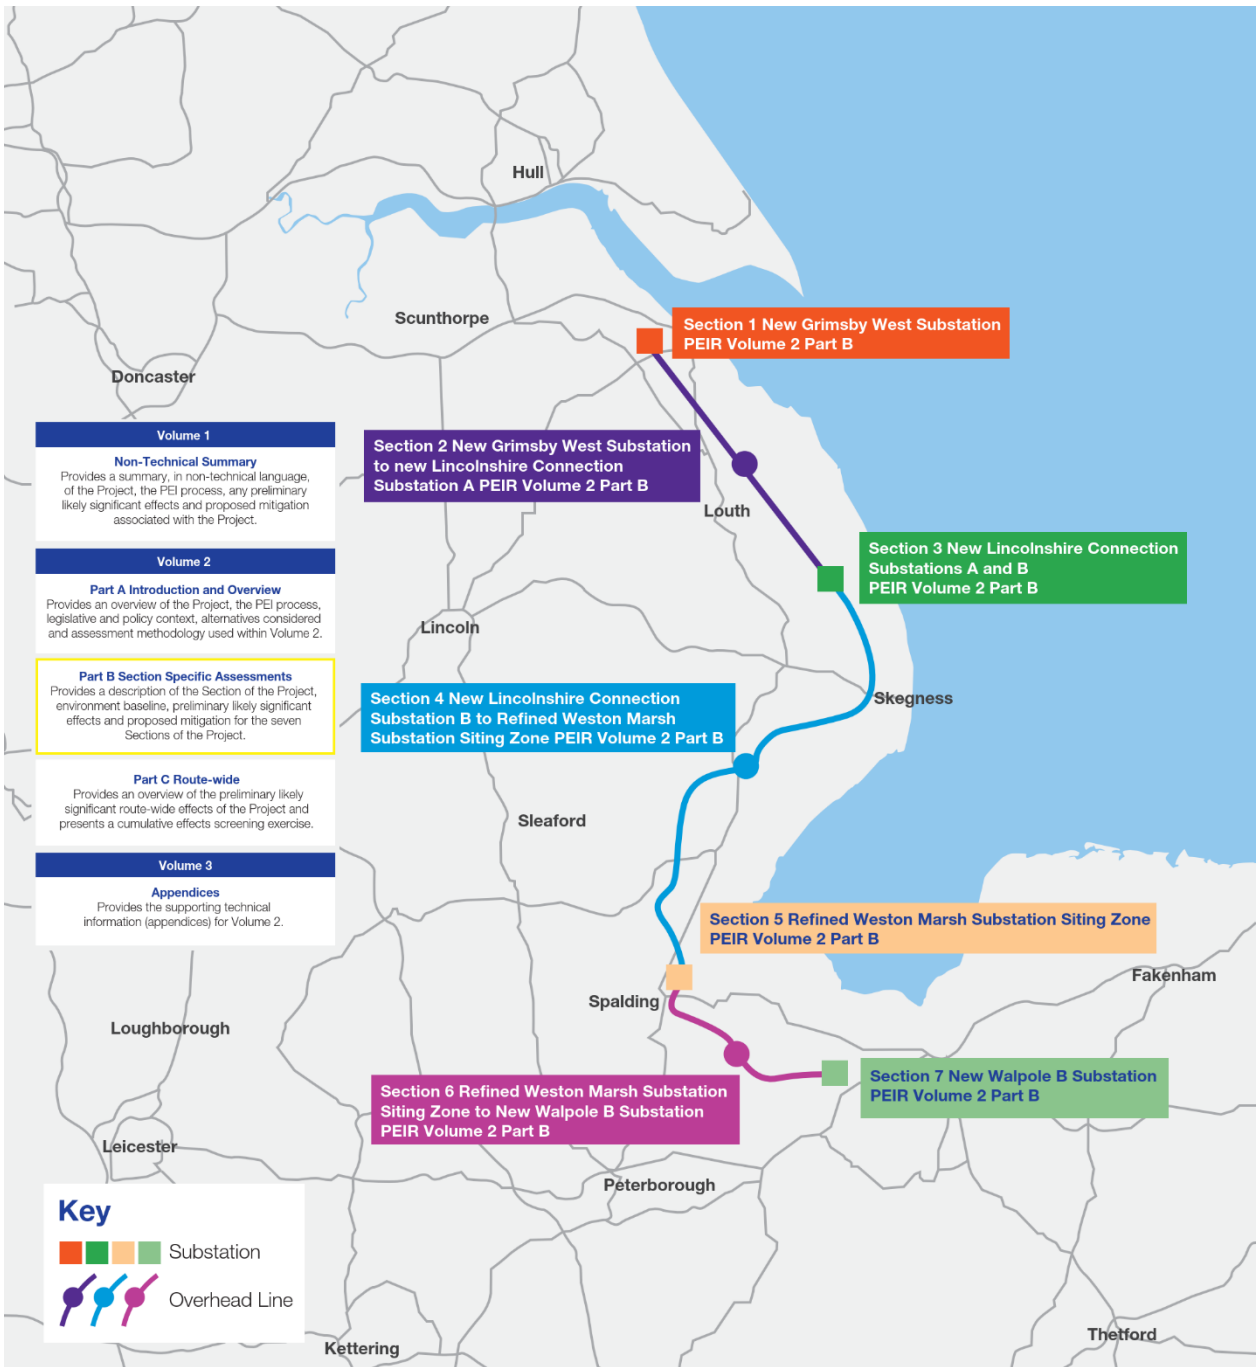 Hull
Scunthorpe
Doncaster
Section 1 New Grimsby West Substation
PEIR Volume 2 Part B
Section 2 New Grimsby West Substation
to new Lincolnshire Connection
Substation A PEIR Volume 2 Part B
Louth
Section 3 New Lincolnshire Connection
Substations A and B
PEIR Volume 2 Part B
Lincoln
Skegness
Section 4 New Lincolnshire Connection
Substation B to Refined Weston Marsh
Substation Siting Zone PEIR Volume 2 Part B
Sleaford
Section 5 Refined Weston Marsh Substation Siting Zone
PEIR Volume 2 Part B
Fakenham
Spalding
Loughborough
Section 6 Refined Weston Marsh Substation
Siting Zone to New Walpole B Substation
PEIR Volume 2 Part B
Section 7 New Walpole B Substation
PEIR Volume 2 Part B
Leicester
Peterborough
Kettering
Thetford
Volume 1
Non-Technical Summary
Provides a summary, in non-technical language,
of the Project, the PEI process, any preliminary
likely significant effects and proposed mitigation
associated with the Project.
Volume 2
Part A Introduction and Overview
Provides an overview of the Project, the PEI process,
legislative and policy context, alternatives considered
and assessment methodology used within Volume 2.
Part B Section Specific Assessments
Provides a description of the Section of the Project,
environment baseline, preliminary likely significant
effects and proposed mitigation for the seven
Sections of the Project.
Part C Route-wide
Provides an overview of the preliminary likely
significant route-wide effects of the Project and
presents a cumulative effects screening exercise.
Volume 3
Appendices
Provides the supporting technical
information (appendices) for Volume 2.
Key
Substation
Overhead Line